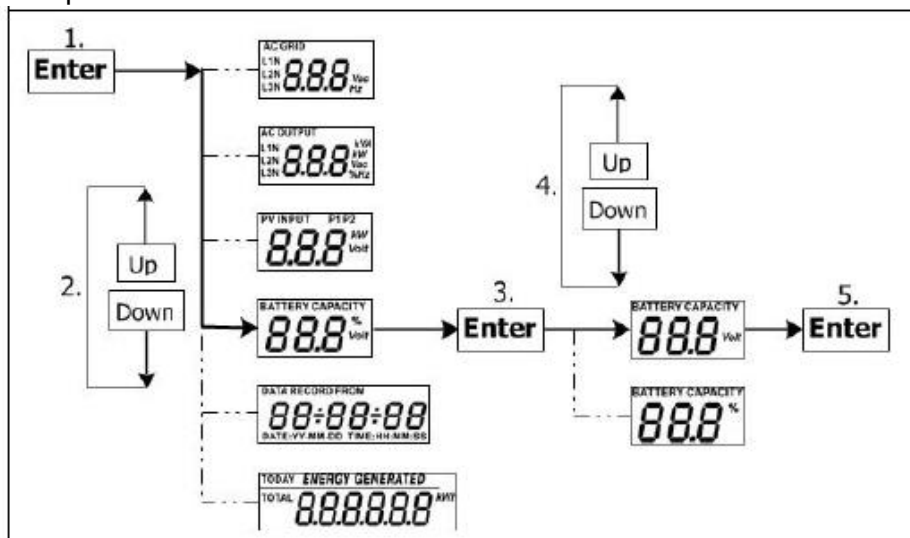 1.
Enter
AC GRID
L1N
L2N
L3N
8.8.8
Vac
Hz
AC OUTPUT
L1N
L2N
L3N
8.8.8
kVA
kW
Vac
%Hz
2.
Up
Down
PV INPUT P1P2
8.8.8
kW
Volt
BATTERY CAPACITY
88.8
%
Volt
DATA RECORD FROM
88:88:88
DATE:YY-MM-DD TIME:HH:MM:SS
TODAY ENERGY GENERATED
TOTAL
8.8.8.8.8.8
3.
Enter
4.
Up
Down
BATTERY CAPACITY
88.8
Volt
BATTERY CAPACITY
88.8
%
5.
Enter